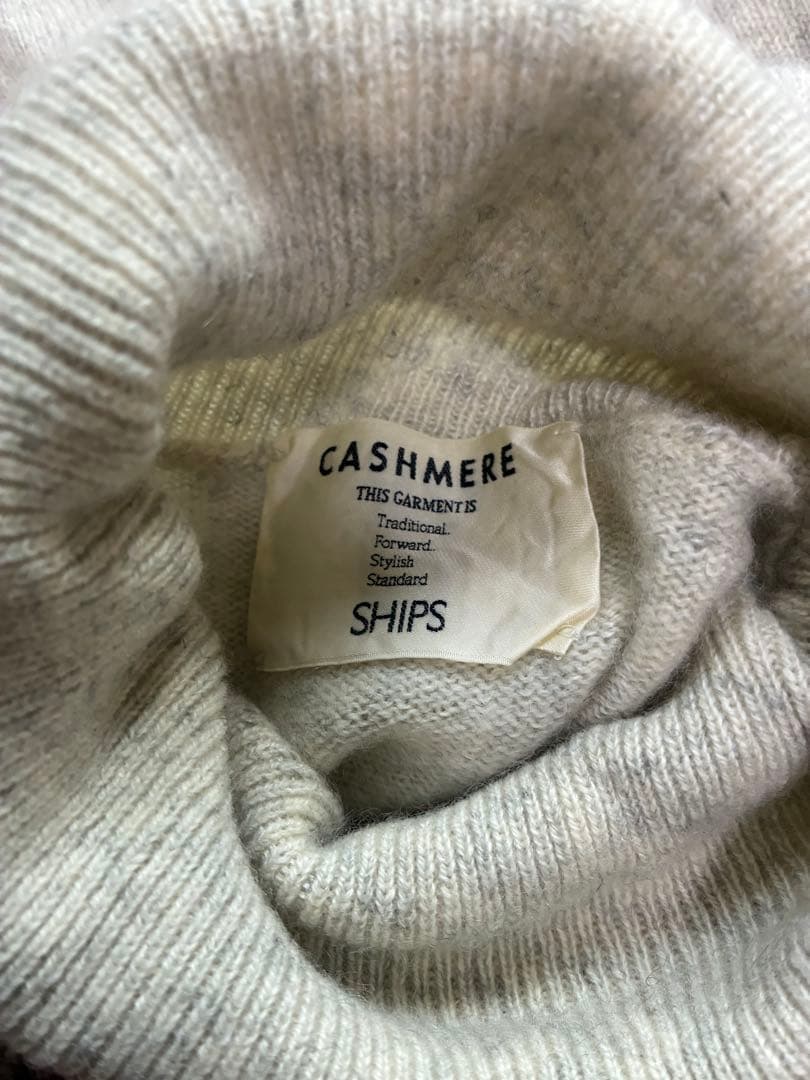 CASHMERE
THIS GARMENT IS
Traditional..
Forward..
Stylish
Standard
SHIPS